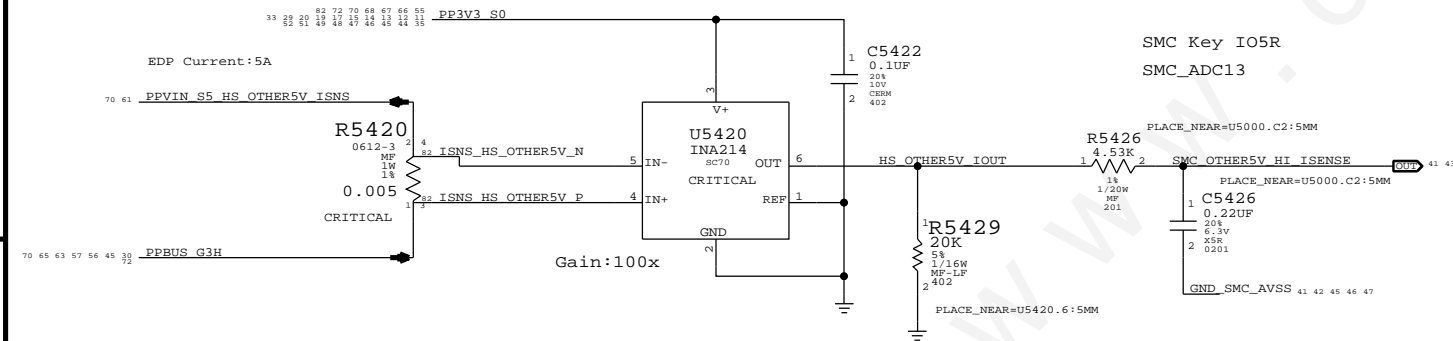 82 72 70 68 67 66 55
33 29 20 19 17 15 14 13 12 11 PP3V3_S0
52 51 49 48 47 46 45 44 35
EDP Current:5A
SMC Key IO5R
SMC_ADC13
C5422
1
0.1UF
20%
10V
CERM
2 402
70 61 PPVIN_S5_HS_OTHER5V_ISNS
3
V+
R5420
0612-3
MF
1W
1%
0.005
CRITICAL
2 4
82 ISNS_HS_OTHER5V_N
82 ISNS_HS_OTHER5V_P
1 3
U5420
INA214
SC70
CRITICAL
5 IN-
4 IN+
OUT 6
REF 1
GND
2
HS_OTHER5V_IOUT
PLACE_NEAR=U5000.C2:5MM
R5426
4.53K
1 2
1%
1/20W
MF
201
SMC_OTHER5V_HI_ISENSE
OUT 41 43
PLACE_NEAR=U5000.C2:5MM
C5426
1
0.22UF
20%
6.3V
2 X5R
0201
1 R5429
20K
5%
1/16W
MF-LF
2 402
70 65 63 57 56 45 30 PPBUS_G3H
72
Gain:100x
GND_SMC_AVSS 41 42 45 46 47
PLACE_NEAR=U5420.6:5MM